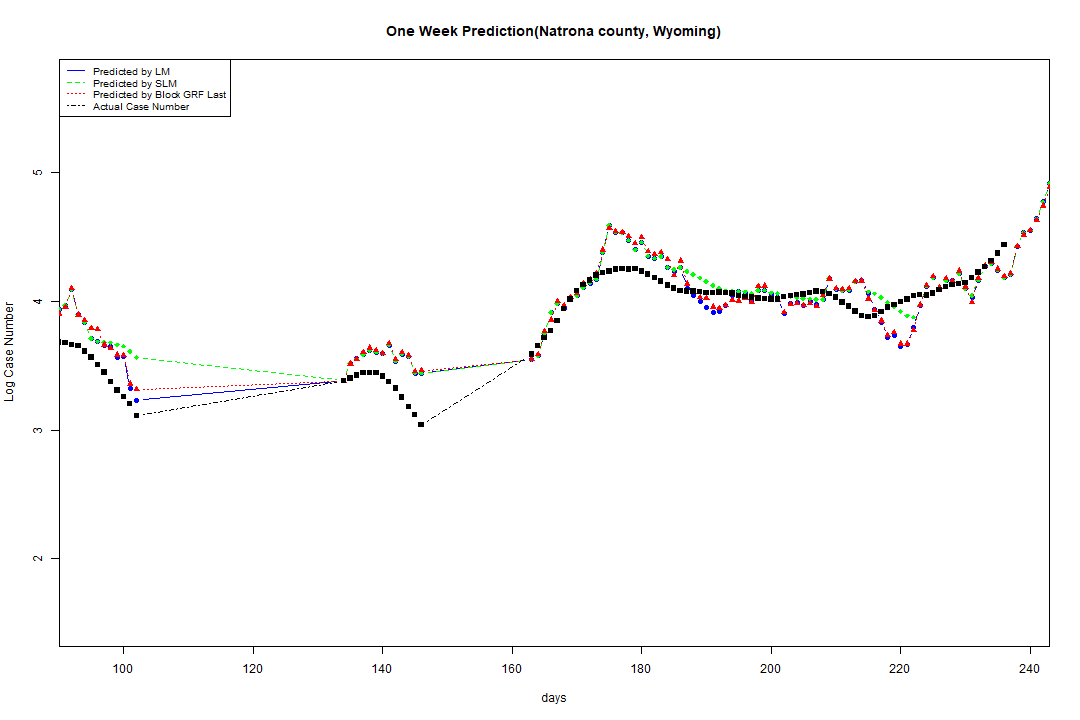 One Week Prediction(Natrona county, Wyoming)
Predicted by LM
Predicted by SLM
Predicted by Block GRF Last
Actual Case Number
5
4
3
2
Log Case Number
100 120 140 160 180 200 220 240
days